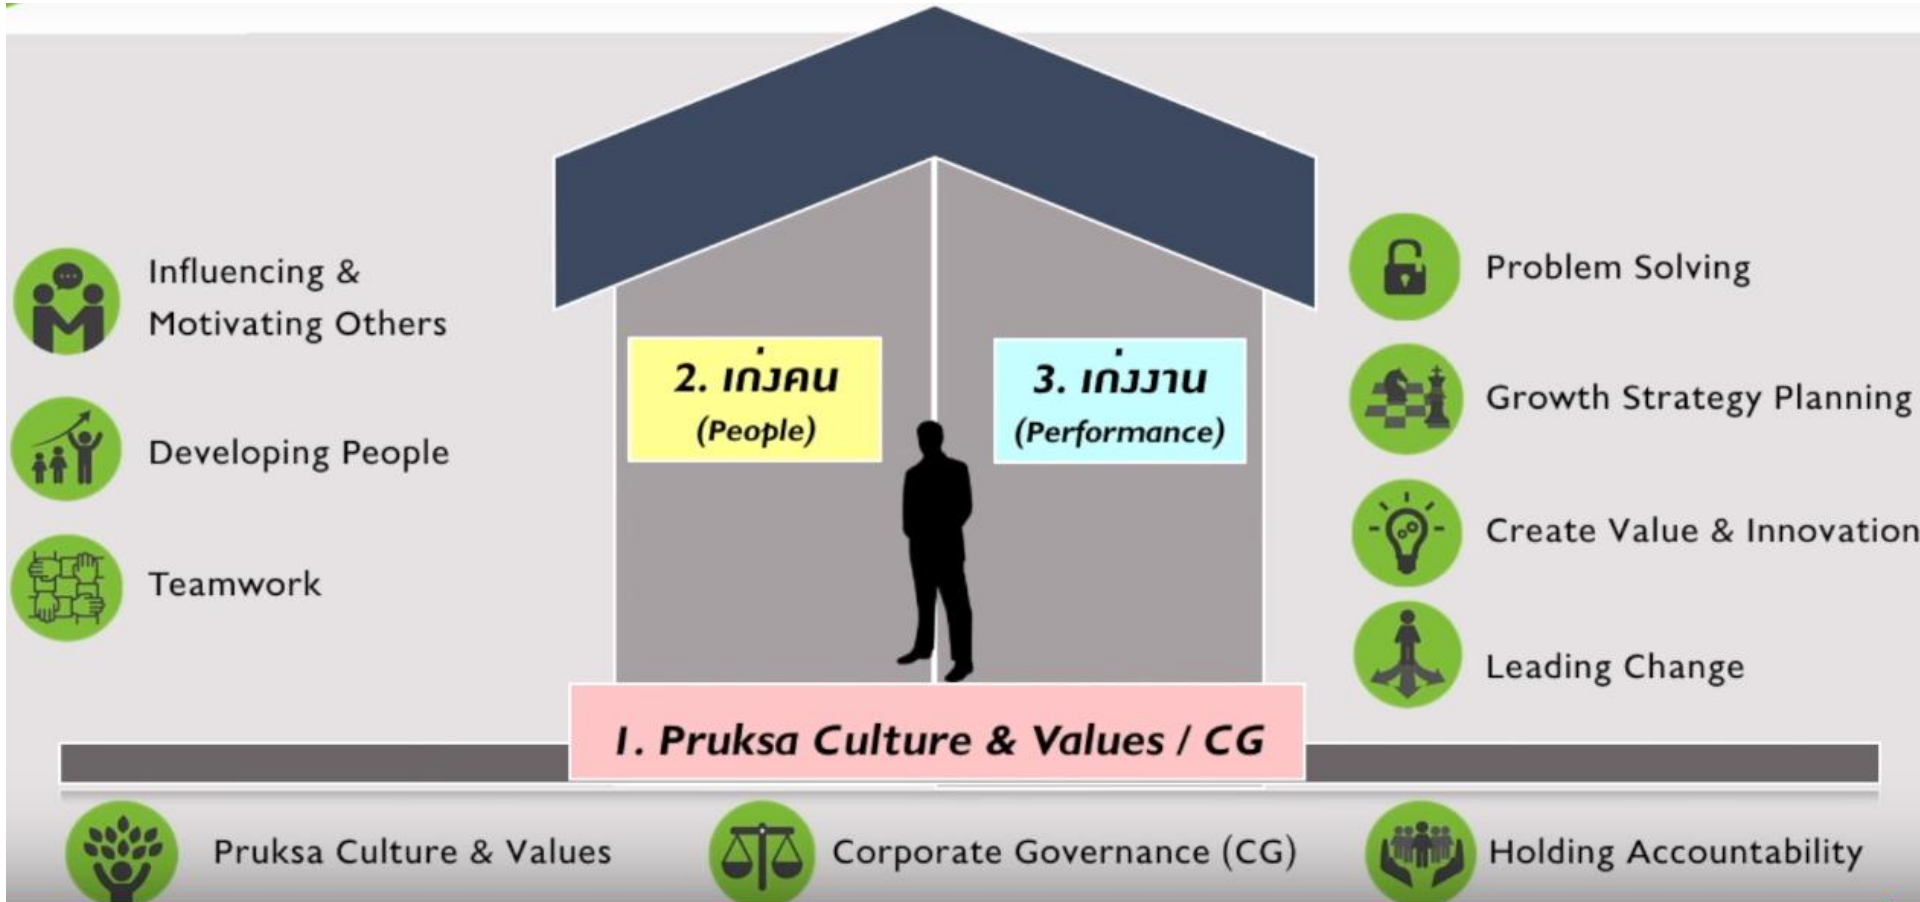 Influencing &
Motivating Others
Developing People
Teamwork
2. เก่งคน
(People)
3. เก่งงาน
(Performance)
Problem Solving
Growth Strategy Planning
Create Value & Innovation
Leading Change
1. Pruksa Culture & Values / CG
Pruksa Culture & Values
Corporate Governance (CG)
Holding Accountability